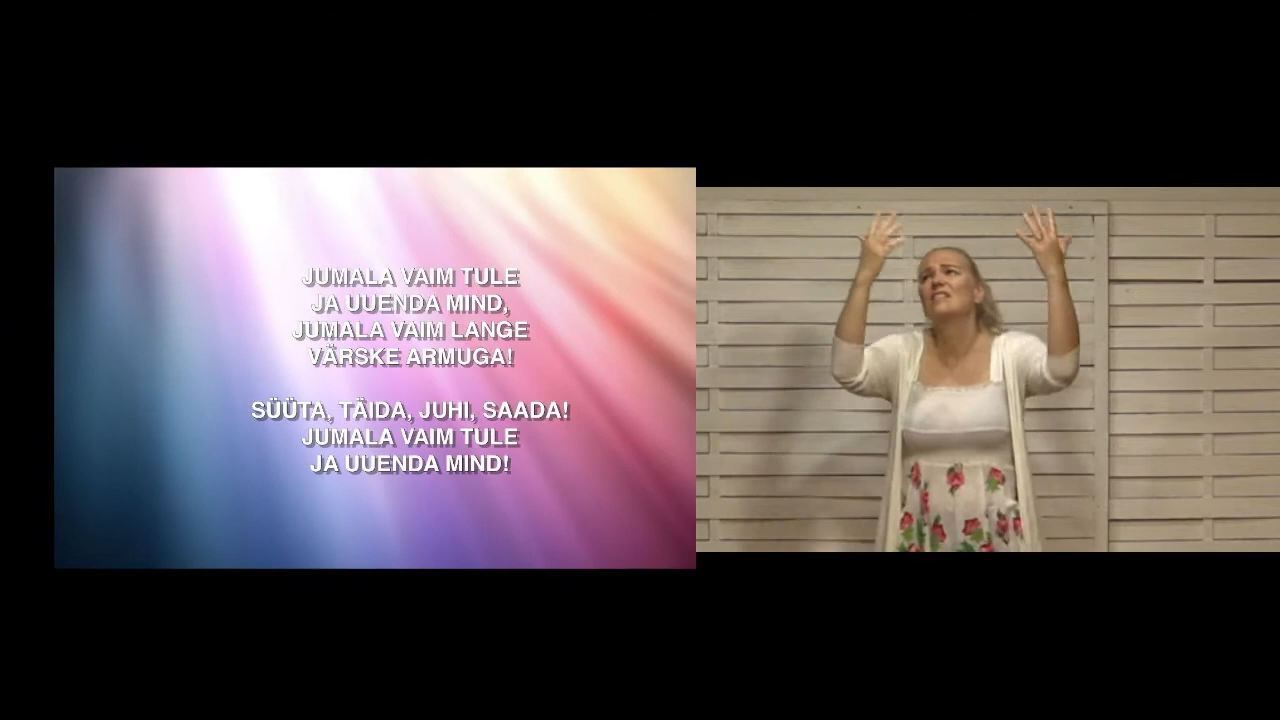 JUMALA VAIM TULE
JA UUENDA MIND,
JUMALA VAIM LANGE
VÄRSKE ARMUGA!
SÜÜTA, TÄIDA, JUHI, SAADA!
JUMALA VAIM TULE
JA UUENDA MIND!